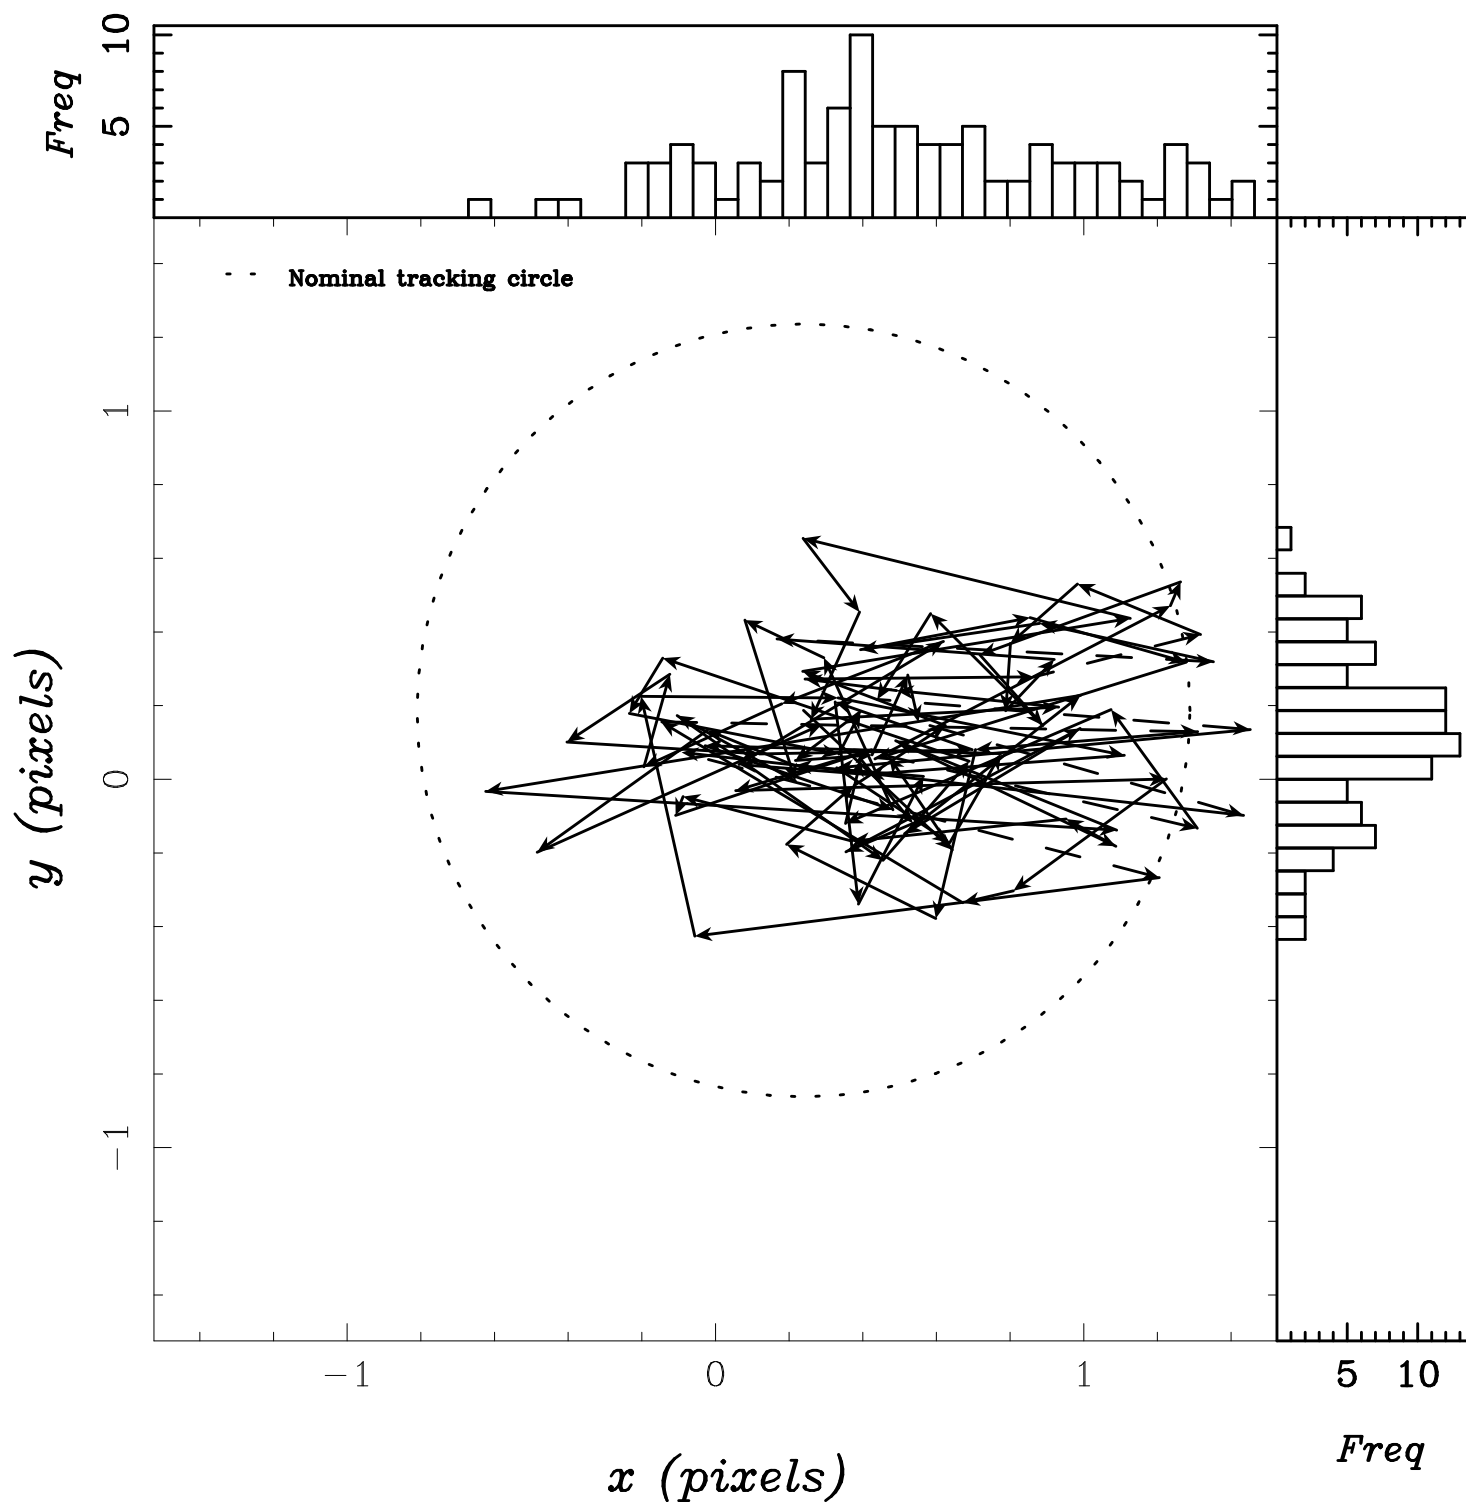 10
5
Freq
Nominal tracking circle
1
0
−1
y (pixels)
−1 0 1
5 10
Freq
x (pixels)